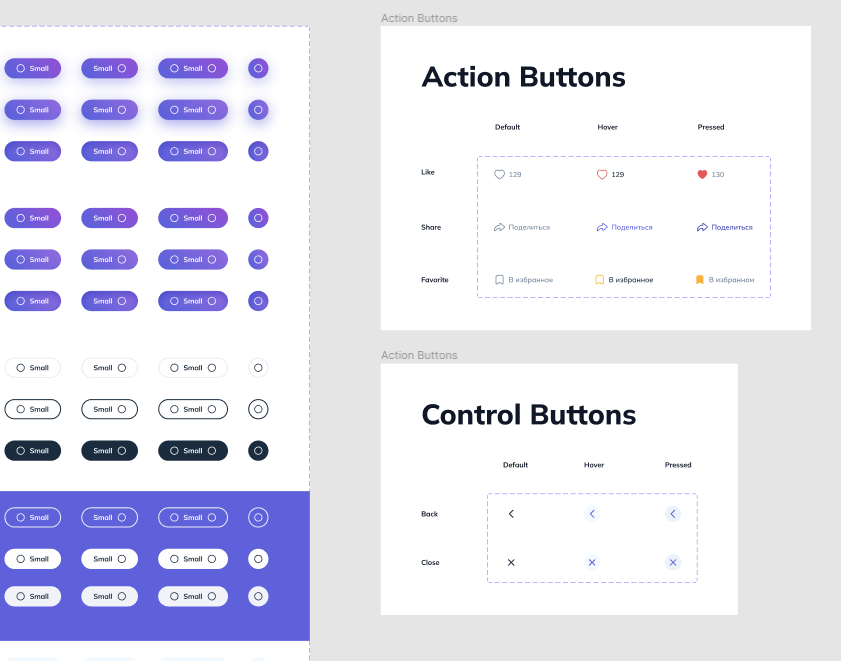 Small Small Small
Small Small Small
Small Small Small
Small Small Small
Small Small Small
Small Small Small
Small Small Small
Small Small Small
Small Small Small
Small Small Small
Small Small Small
Small Small Small
Action Buttons
Action Buttons
Default Hover Pressed
Like 129 129 130
Share Поделиться Поделиться Поделиться
Favorite В избранное В избранное В избранном
Action Buttons
Control Buttons
Default Hover Pressed
Back
Close